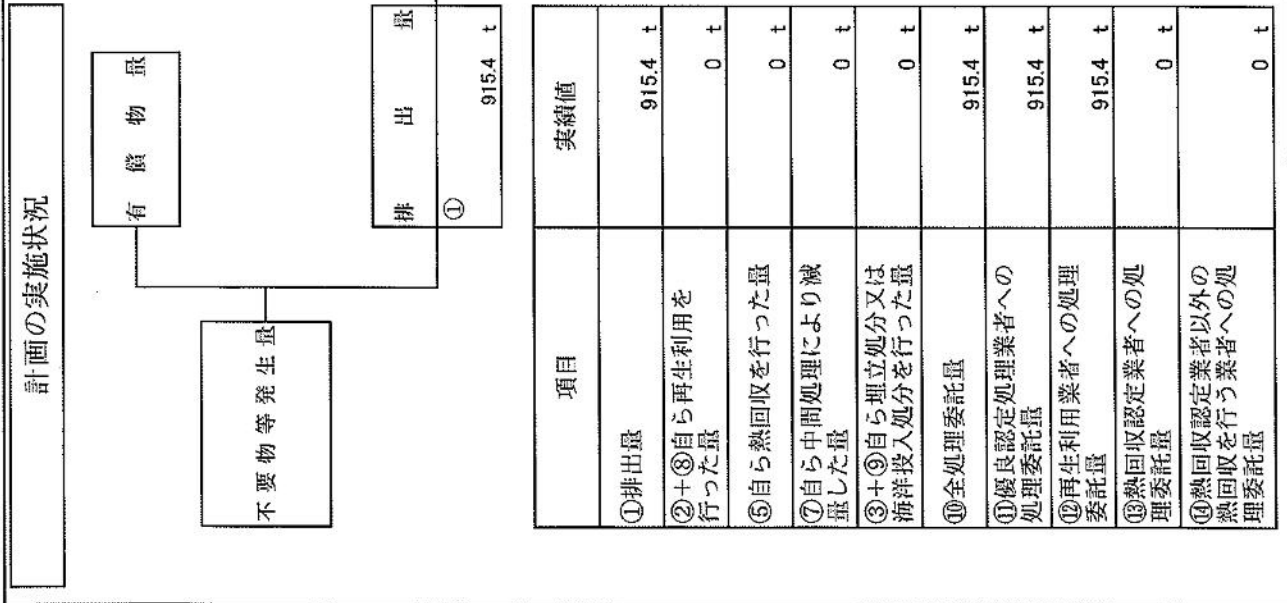 計画の実施状況
不要物等発生量
有償物量
排出量
①
915.4 t
項目 実績値
①排出量 915.4 t
②+⑧自ら再生利用を
行った量 0 t
⑤自ら熱回収を行った量 0 t
⑦自ら中間処理により減
量した量 0 t
③+⑨自ら埋立処分又は
海洋投入処分を行った量 0 t
⑩全処理委託量 915.4 t
⑪優良認定処理業者への
処理委託量 915.4 t
⑫再生利用業者への処理
委託量 915.4 t
⑬熱回収認定業者への処
理委託量 0 t
⑭熱回収認定業者以外の
熱回収を行う業者への処
理委託量 0 t